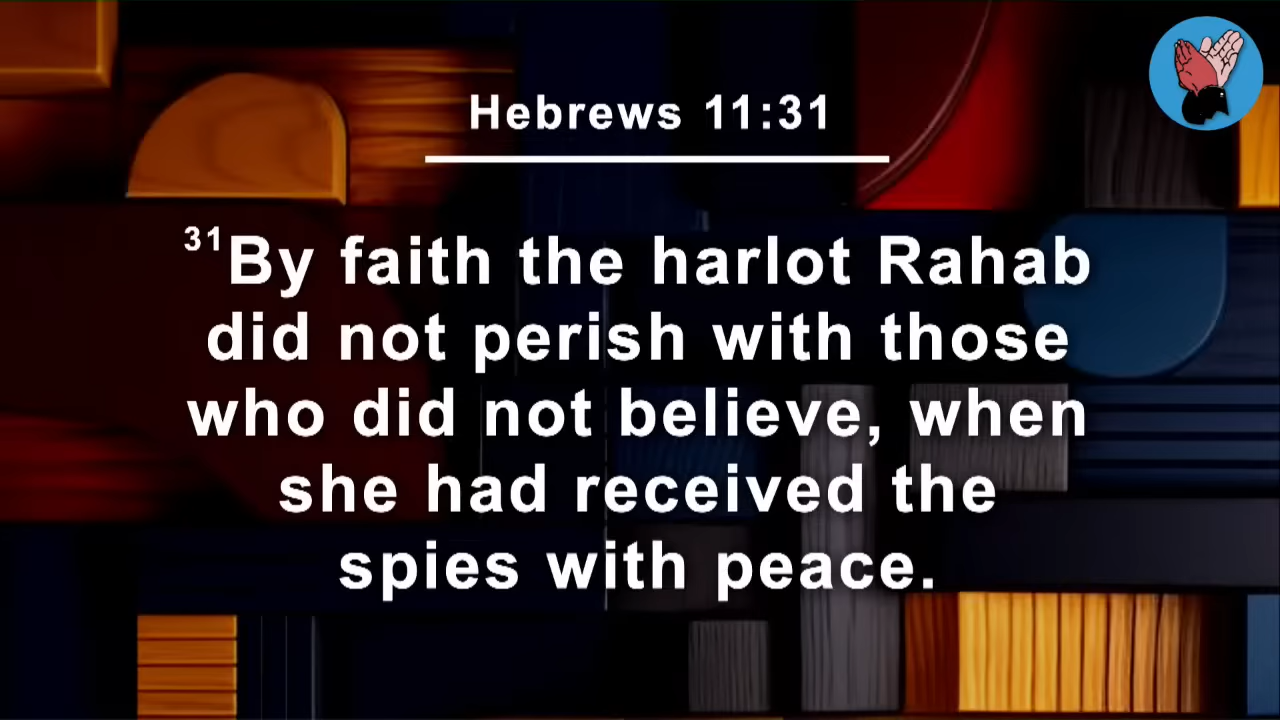 Hebrews 11:31
31By faith the harlot Rahab
did not perish with those
who did not believe, when
she had received the
spies with peace.